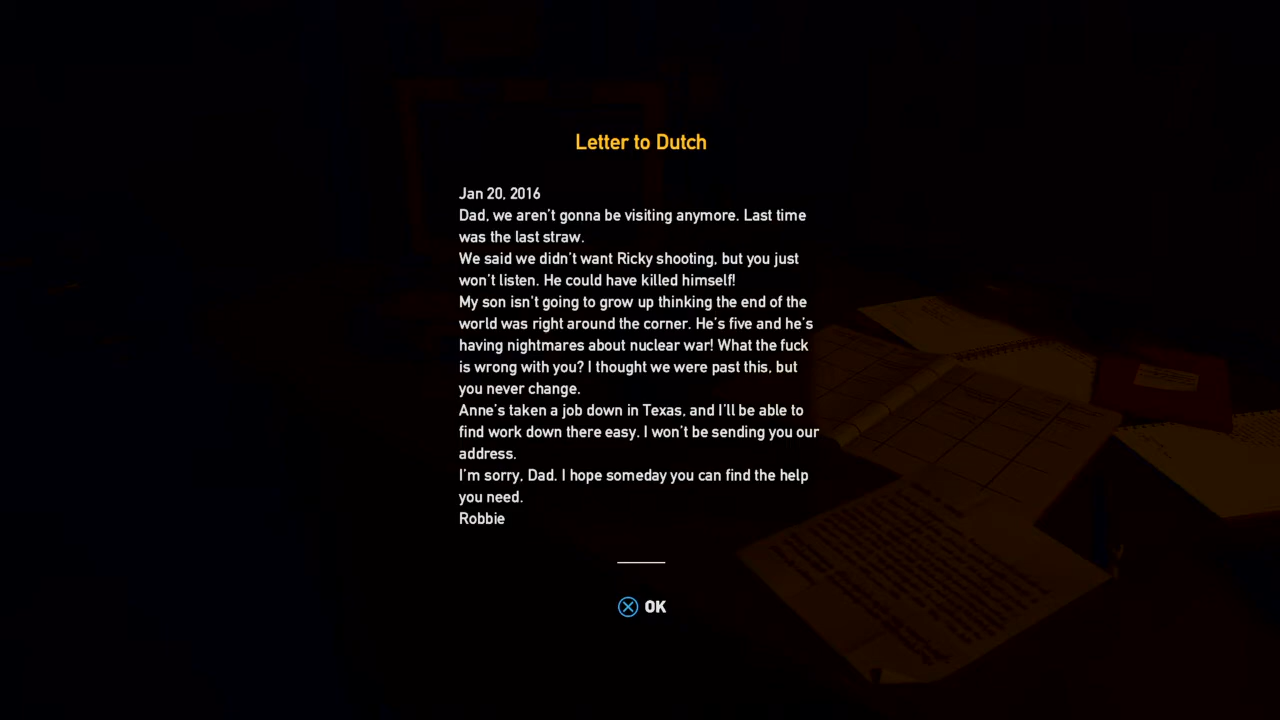 Letter to Dutch
Jan 20, 2016
Dad, we aren't gonna be visiting anymore. Last time
was the last straw.
We said we didn't want Ricky shooting, but you just
won't listen. He could have killed himself!
My son isn't going to grow up thinking the end of the
world was right around the corner. He's five and he's
having nightmares about nuclear war! What the fuck
is wrong with you? I thought we were past this, but
you never change.
Anne's taken a job down in Texas, and I'll be able to
find work down there easy. I won't be sending you our
address.
I'm sorry, Dad. I hope someday you can find the help
you need.
Robbie
OK